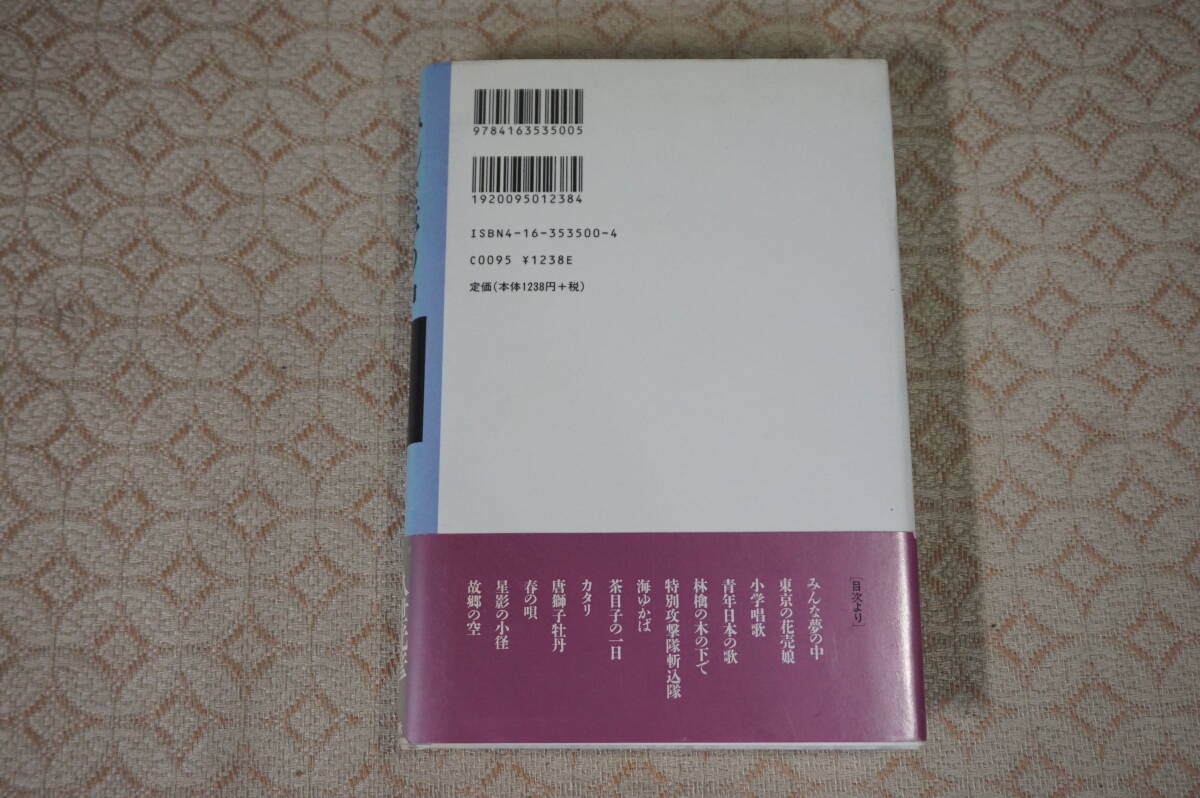 9784163535005
1920095012384
ISBN4-16-353500-4
C0095 ¥1238E
定価(本体1238円+税)
[目次より]
みんな夢の中
東京の花売娘
小学唱歌
青年日本の歌
林檎の木の下で
特別攻撃隊斬込隊
海ゆかば
茶目子の一日
カタリ
唐獅子牡丹
春の唄
星影の小径
故郷の空